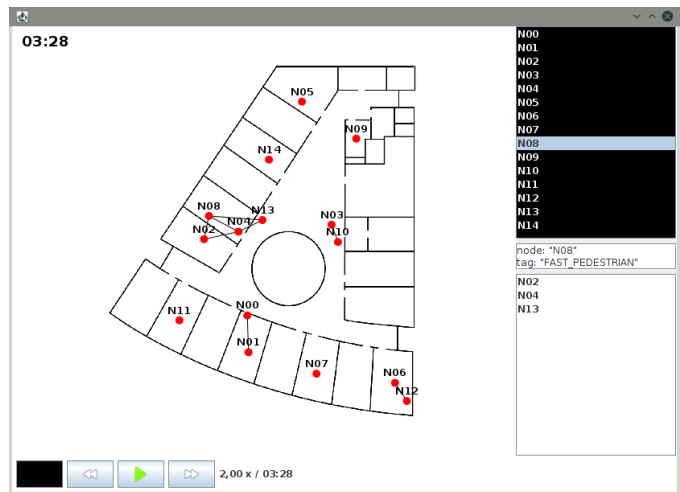 03:28
N05
N09
N14
N08
N13
N03
N04
N02
N10
N00
N11
N01
N07
N06
N12
2,00 x / 03:28
N00
N01
N02
N03
N04
N05
N06
N07
N08
N09
N10
N11
N12
N13
N14
node: "N08"
tag: "FAST_PEDESTRIAN"
N02
N04
N13